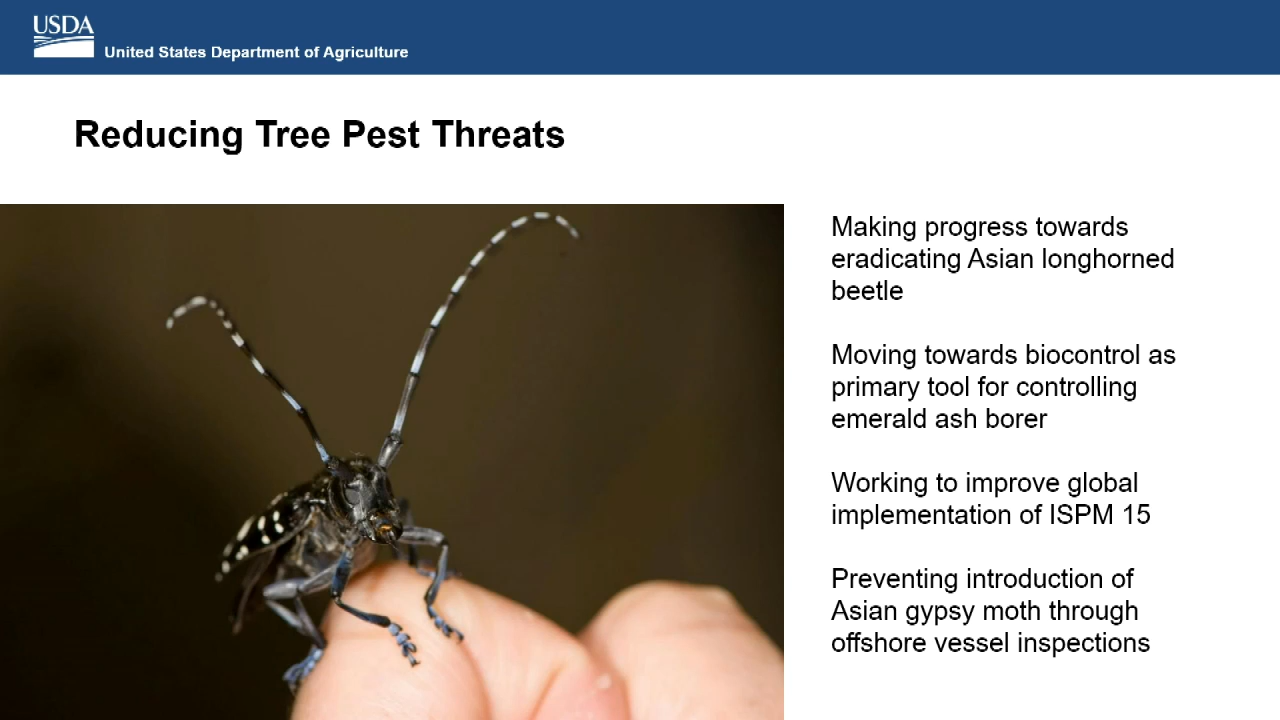 USDA
United States Department of Agriculture
Reducing Tree Pest Threats
Making progress towards
eradicating Asian longhorned
beetle
Moving towards biocontrol as
primary tool for controlling
emerald ash borer
Working to improve global
implementation of ISPM 15
Preventing introduction of
Asian gypsy moth through
offshore vessel inspections